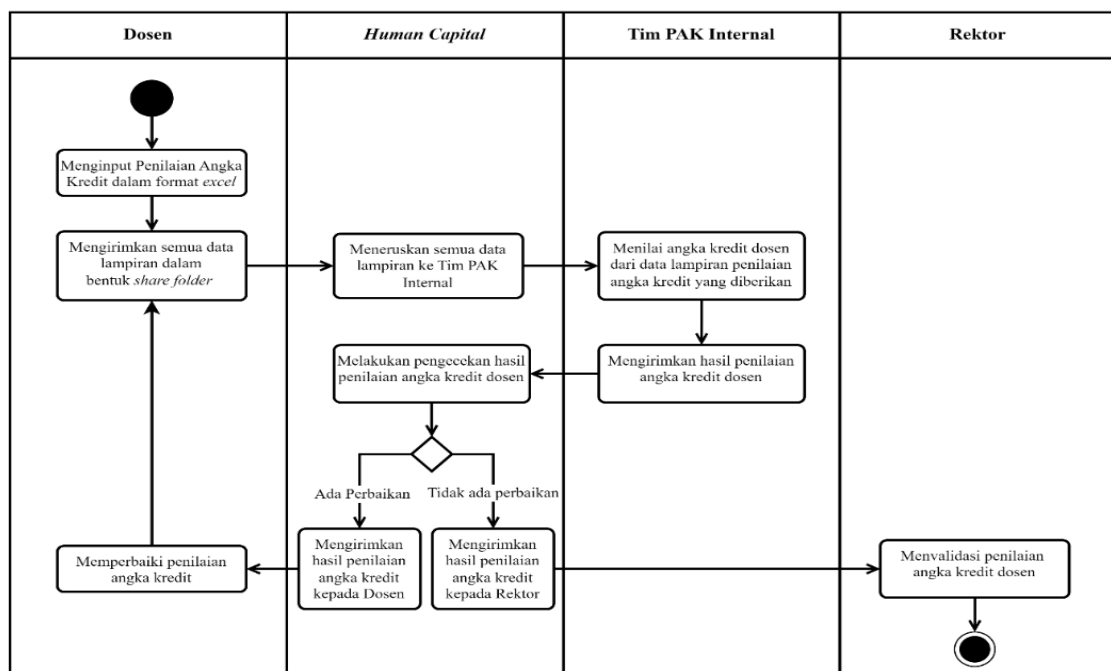 Dosen
Human Capital
Tim PAK Internal
Rektor
Menginput Penilaian Angka
Kredit dalam format excel
Mengirimkan semua data
lampiran dalam
bentuk share folder
Meneruskan semua data
lampiran ke Tim PAK
Internal
Menilai angka kredit dosen
dari data lampiran penilaian
angka kredit yang diberikan
Melakukan pengecekan hasil
penilaian angka kredit dosen
Mengirimkan hasil penilaian
angka kredit dosen
Ada Perbaikan
Tidak ada perbaikan
Memperbaiki penilaian
angka kredit
Mengirimkan
hasil penilaian
angka kredit
kepada Dosen
Mengirimkan
hasil penilaian
angka kredit
kepada Rektor
Menvalidasi penilaian
angka kredit dosen